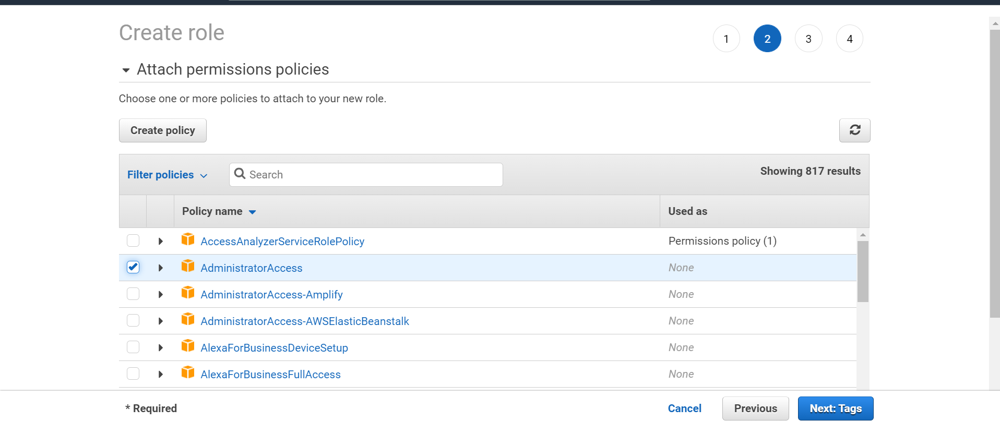 Create role
1 2 3 4
Attach permissions policies
Choose one or more policies to attach to your new role.
Create policy
Filter policies Search Showing 817 results
Policy name Used as
AccessAnalyzerServiceRolePolicy Permissions policy (1)
AdministratorAccess None
AdministratorAccess-Amplify None
AdministratorAccess-AWSElasticBeanstalk None
AlexaForBusinessDeviceSetup None
AlexaForBusinessFullAccess None
* Required Cancel Previous Next: Tags